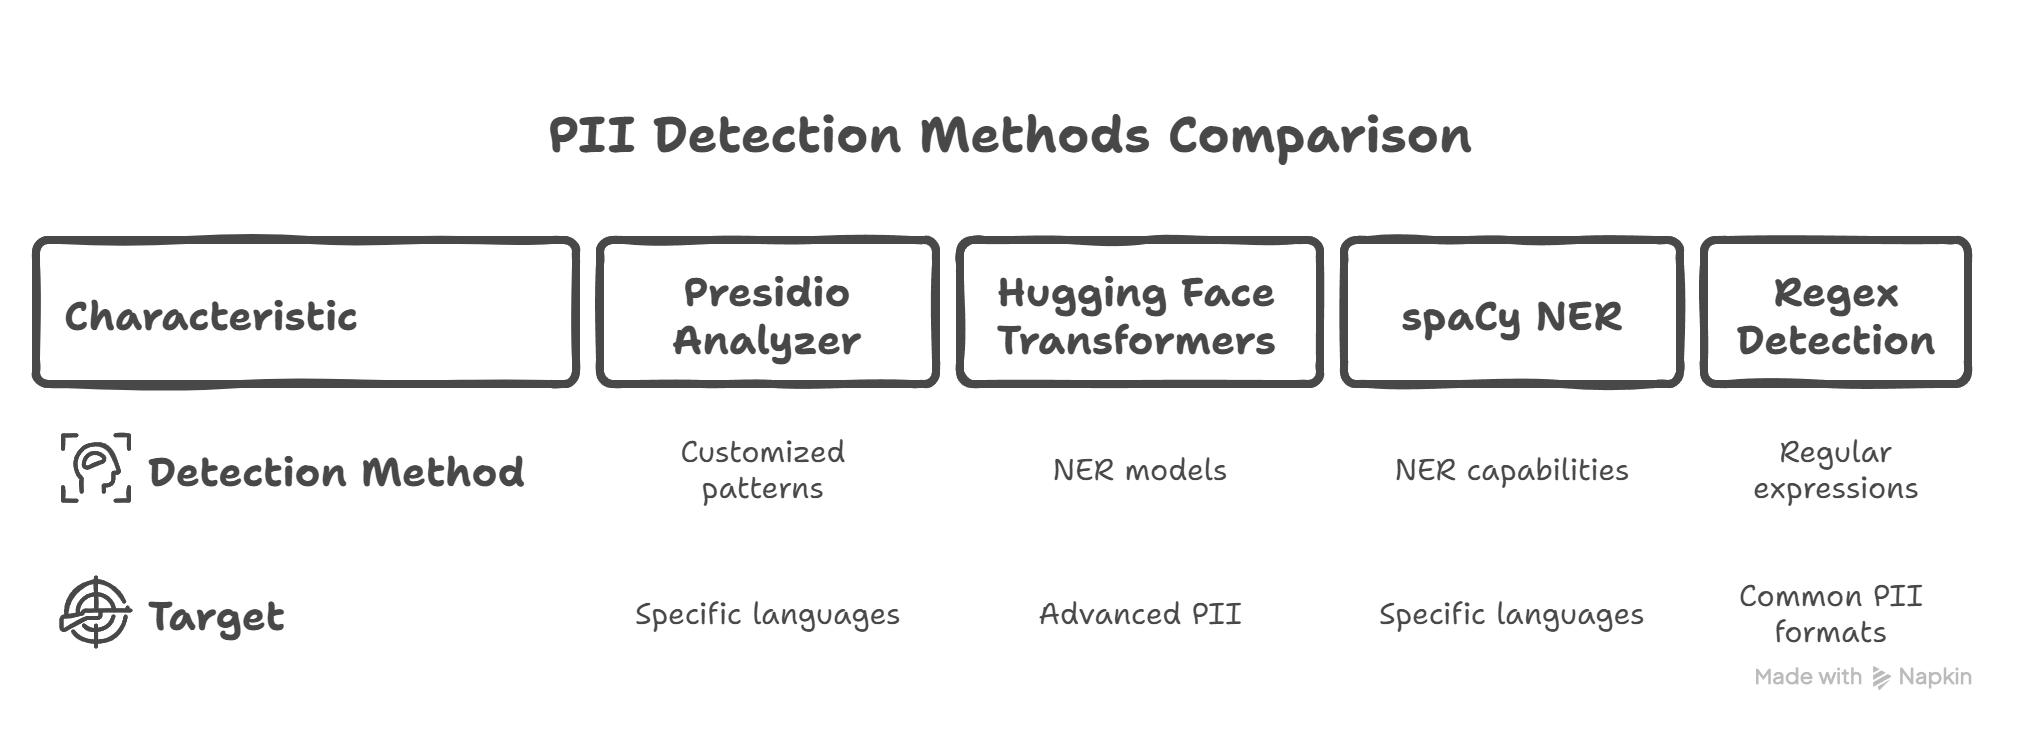 PII Detection Methods Comparison
Characteristic
Presidio
Analyzer
Hugging Face
Transformers
spaCy NER
Regex
Detection
Detection Method
Customized
patterns
NER models
NER capabilities
Regular
expressions
Target
Specific languages
Advanced PII
Specific languages
Common PII
formats
Made with Napkin